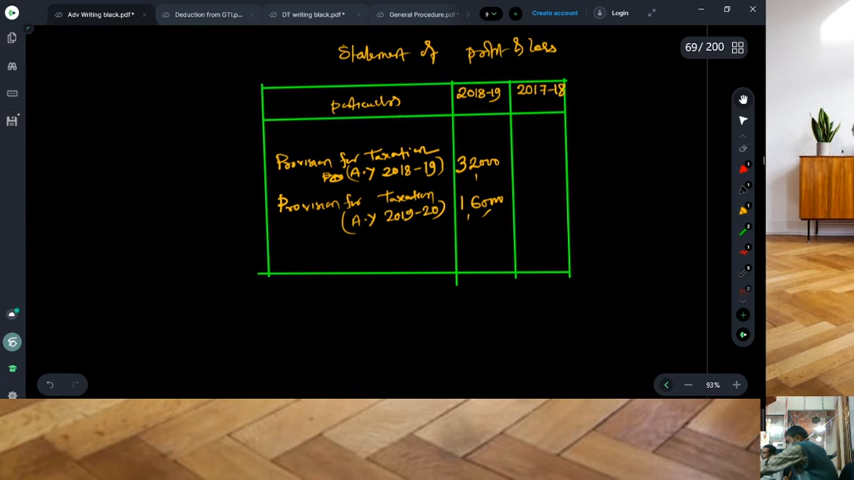 Adv Writing black.pdf* Deduction from GTI,p... DT writing black.pdf* General Procedure.pdf* 9 Create account Login
Statement of profit & loss
69 / 200
particulars 2018-19 2017-18
Provision for Taxation
(A.Y 2018-19) 32000
Provision for Taxation
(A.Y 2019-20) 16000
93%